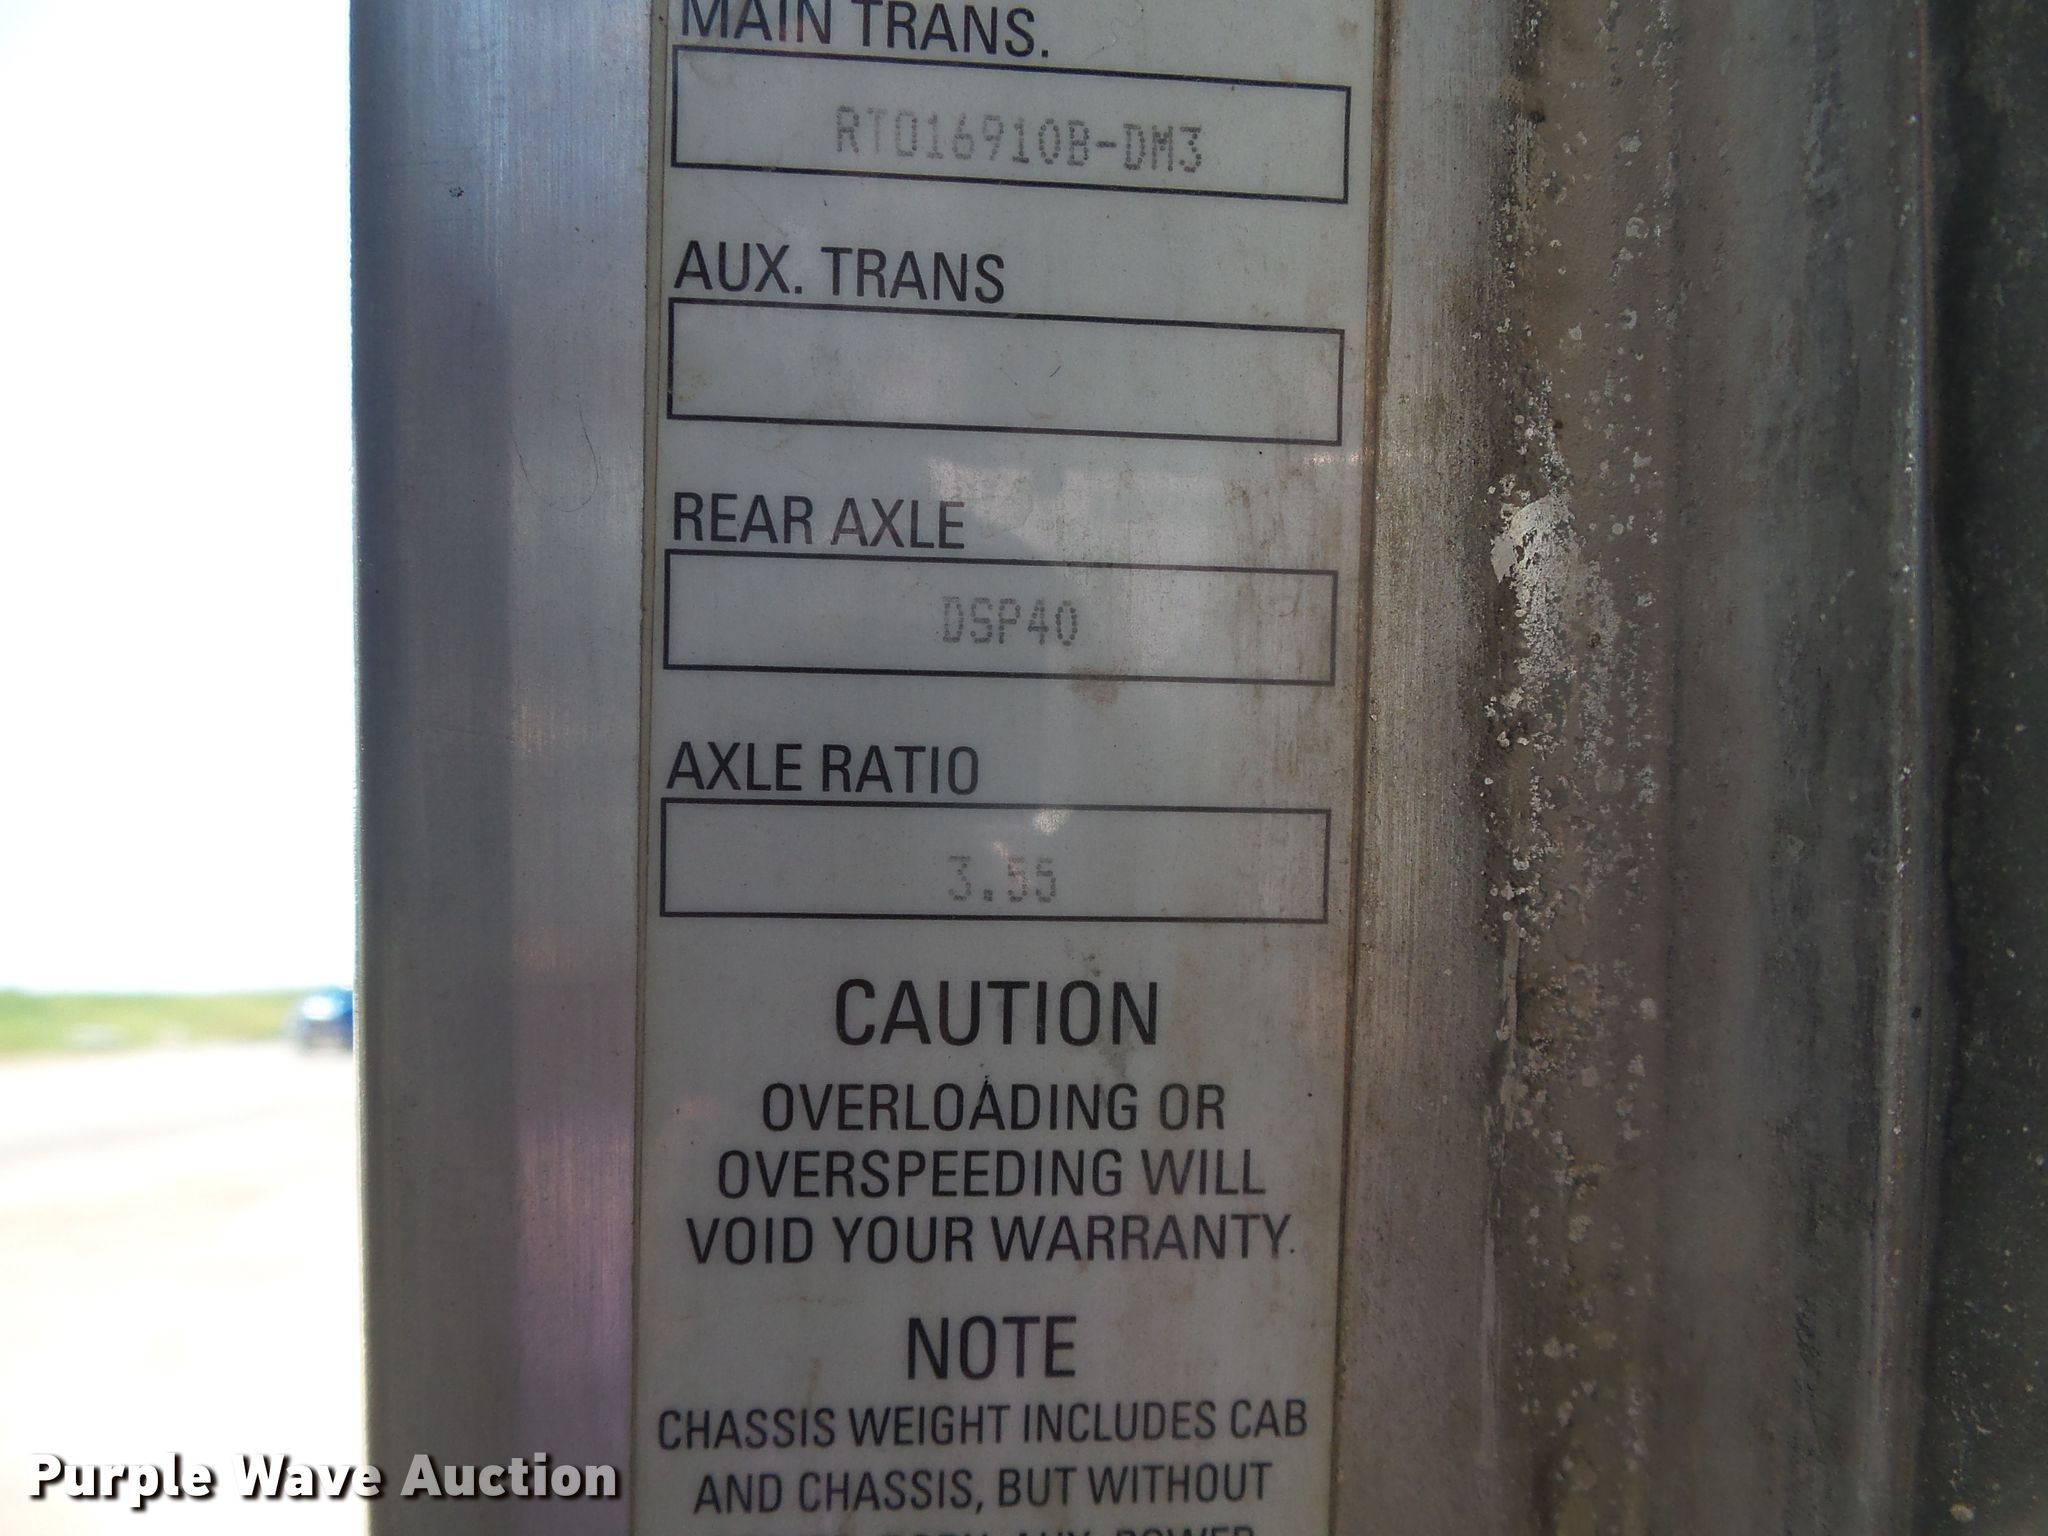 MAIN TRANS.
RTO16910B-DM3
AUX. TRANS
REAR AXLE
DSP40
AXLE RATIO
3.55
CAUTION
OVERLOADING OR
OVERSPEEDING WILL
VOID YOUR WARRANTY.
NOTE
CHASSIS WEIGHT INCLUDES CAB
AND CHASSIS, BUT WITHOUT
Purple Wave Auction